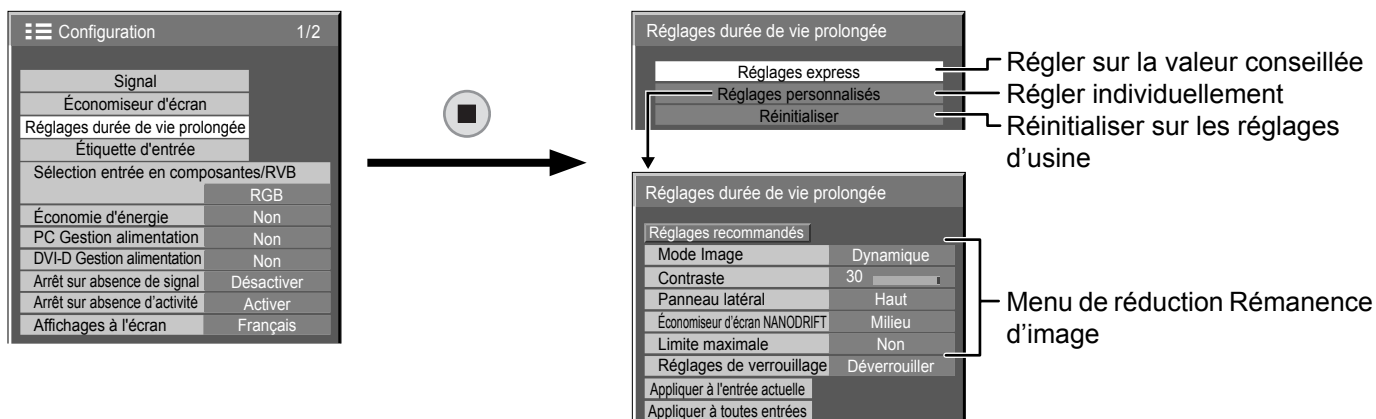 Configuration 1/2
Signal
Économiseur d'écran
Réglages durée de vie prolongée
Étiquette d'entrée
Sélection entrée en composantes/RVB
RGB
Économie d'énergie Non
PC Gestion alimentation Non
DVI-D Gestion alimentation Non
Arrêt sur absence de signal Désactiver
Arrêt sur absence d'activité Activer
Affichages à l'écran Français
Réglages durée de vie prolongée
Réglages express
Réglages personnalisés
Réinitialiser
Régler sur la valeur conseillée
Régler individuellement
Réinitialiser sur les réglages
d'usine
Réglages durée de vie prolongée
Réglages recommandés
Mode Image Dynamique
Contraste 30
Panneau latéral Haut
Économiseur d'écran NANODRIFT Milieu
Limite maximale Non
Réglages de verrouillage Déverrouiller
Appliquer à l'entrée actuelle
Appliquer à toutes entrées
Menu de réduction Rémanence
d'image